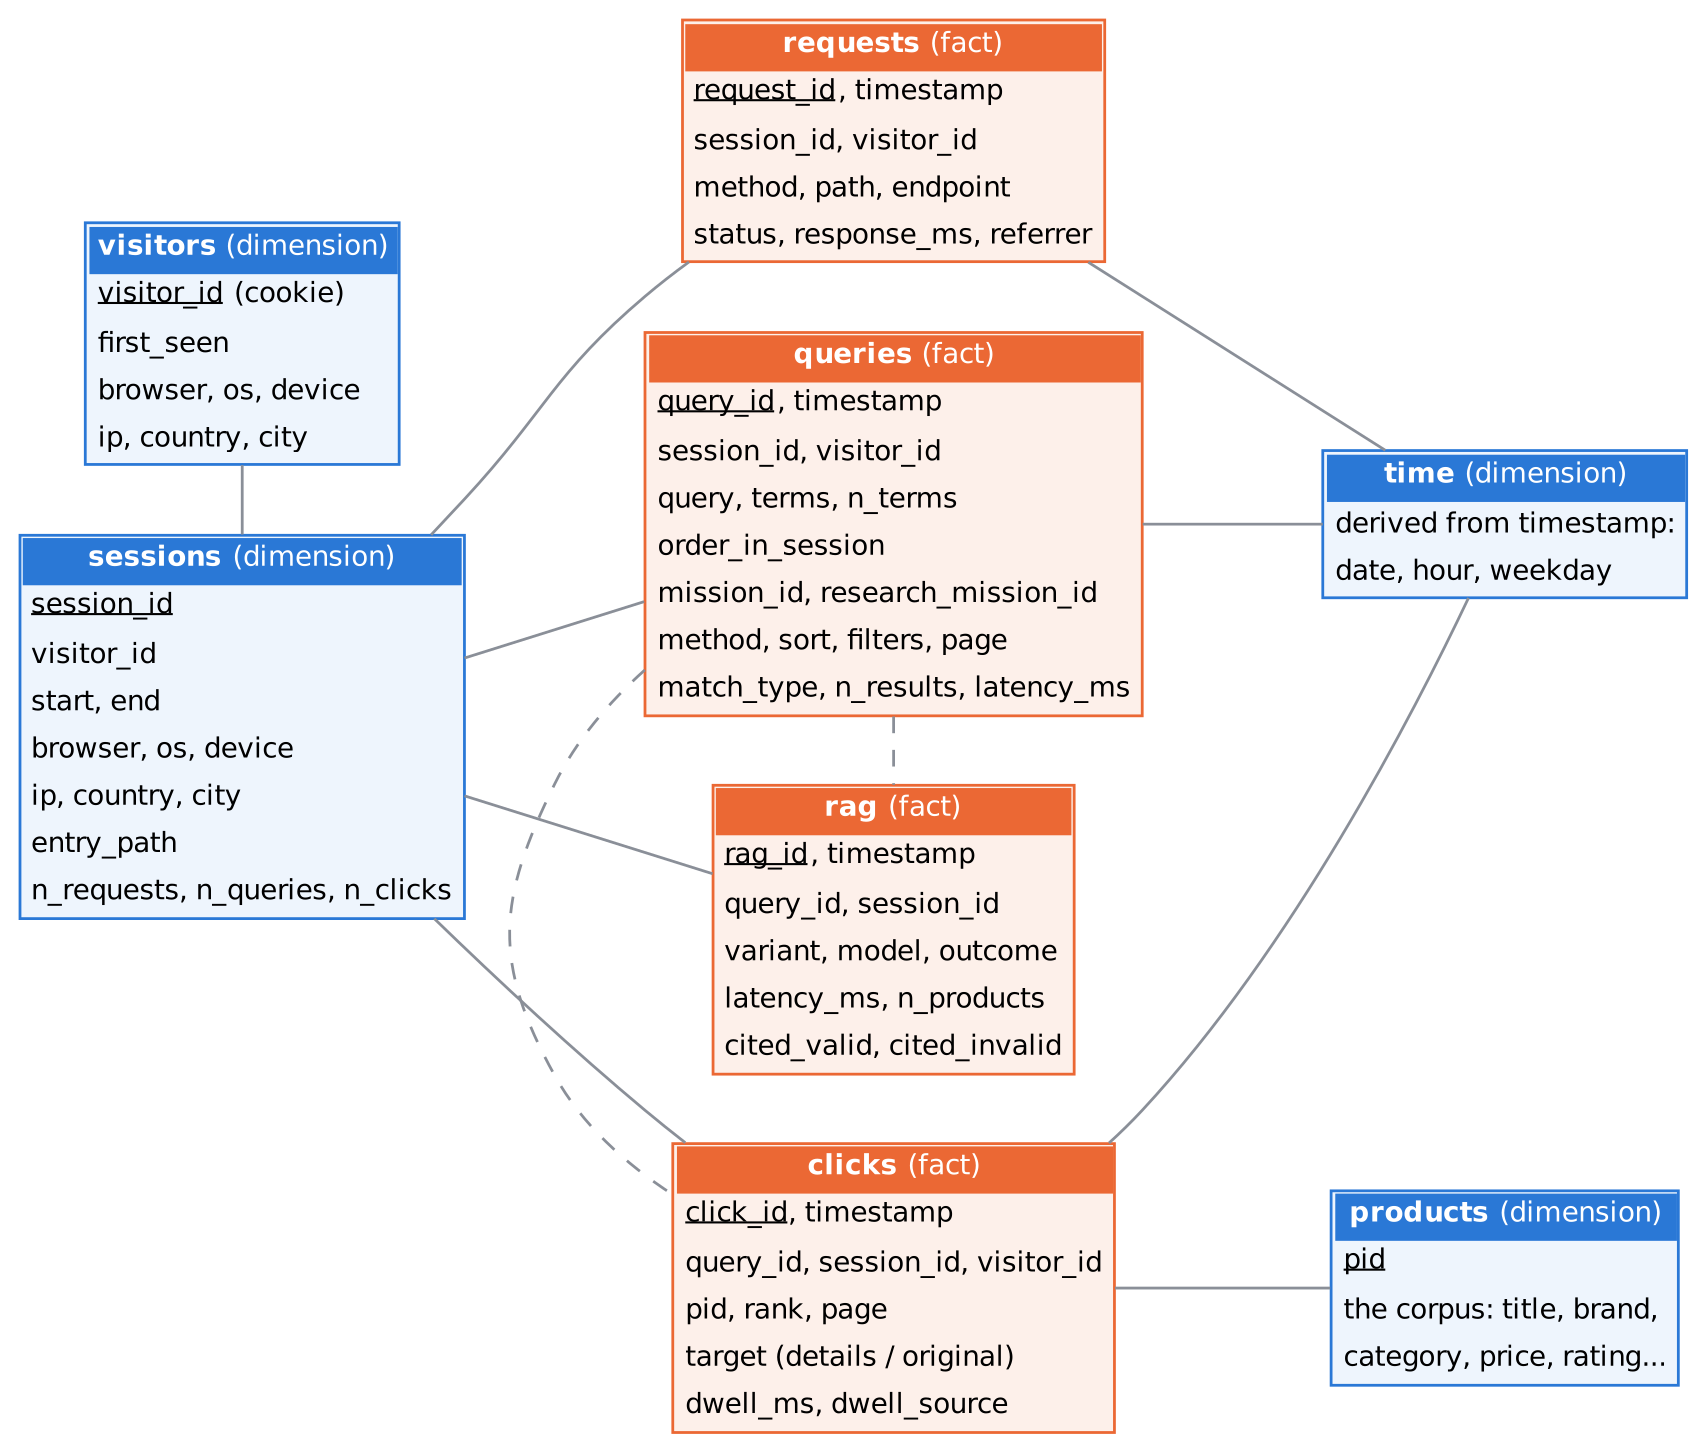 requests (fact)
request_id, timestamp
session_id, visitor_id
method, path, endpoint
status, response_ms, referrer
visitors (dimension)
visitor_id (cookie)
first_seen
browser, os, device
ip, country, city
queries (fact)
query_id, timestamp
session_id, visitor_id
query, terms, n_terms
order_in_session
mission_id, research_mission_id
method, sort, filters, page
match_type, n_results, latency_ms
time (dimension)
derived from timestamp:
date, hour, weekday
sessions (dimension)
session_id
visitor_id
start, end
browser, os, device
ip, country, city
entry_path
n_requests, n_queries, n_clicks
rag (fact)
rag_id, timestamp
query_id, session_id
variant, model, outcome
latency_ms, n_products
cited_valid, cited_invalid
clicks (fact)
click_id, timestamp
query_id, session_id, visitor_id
pid, rank, page
target (details / original)
dwell_ms, dwell_source
products (dimension)
pid
the corpus: title, brand,
category, price, rating...